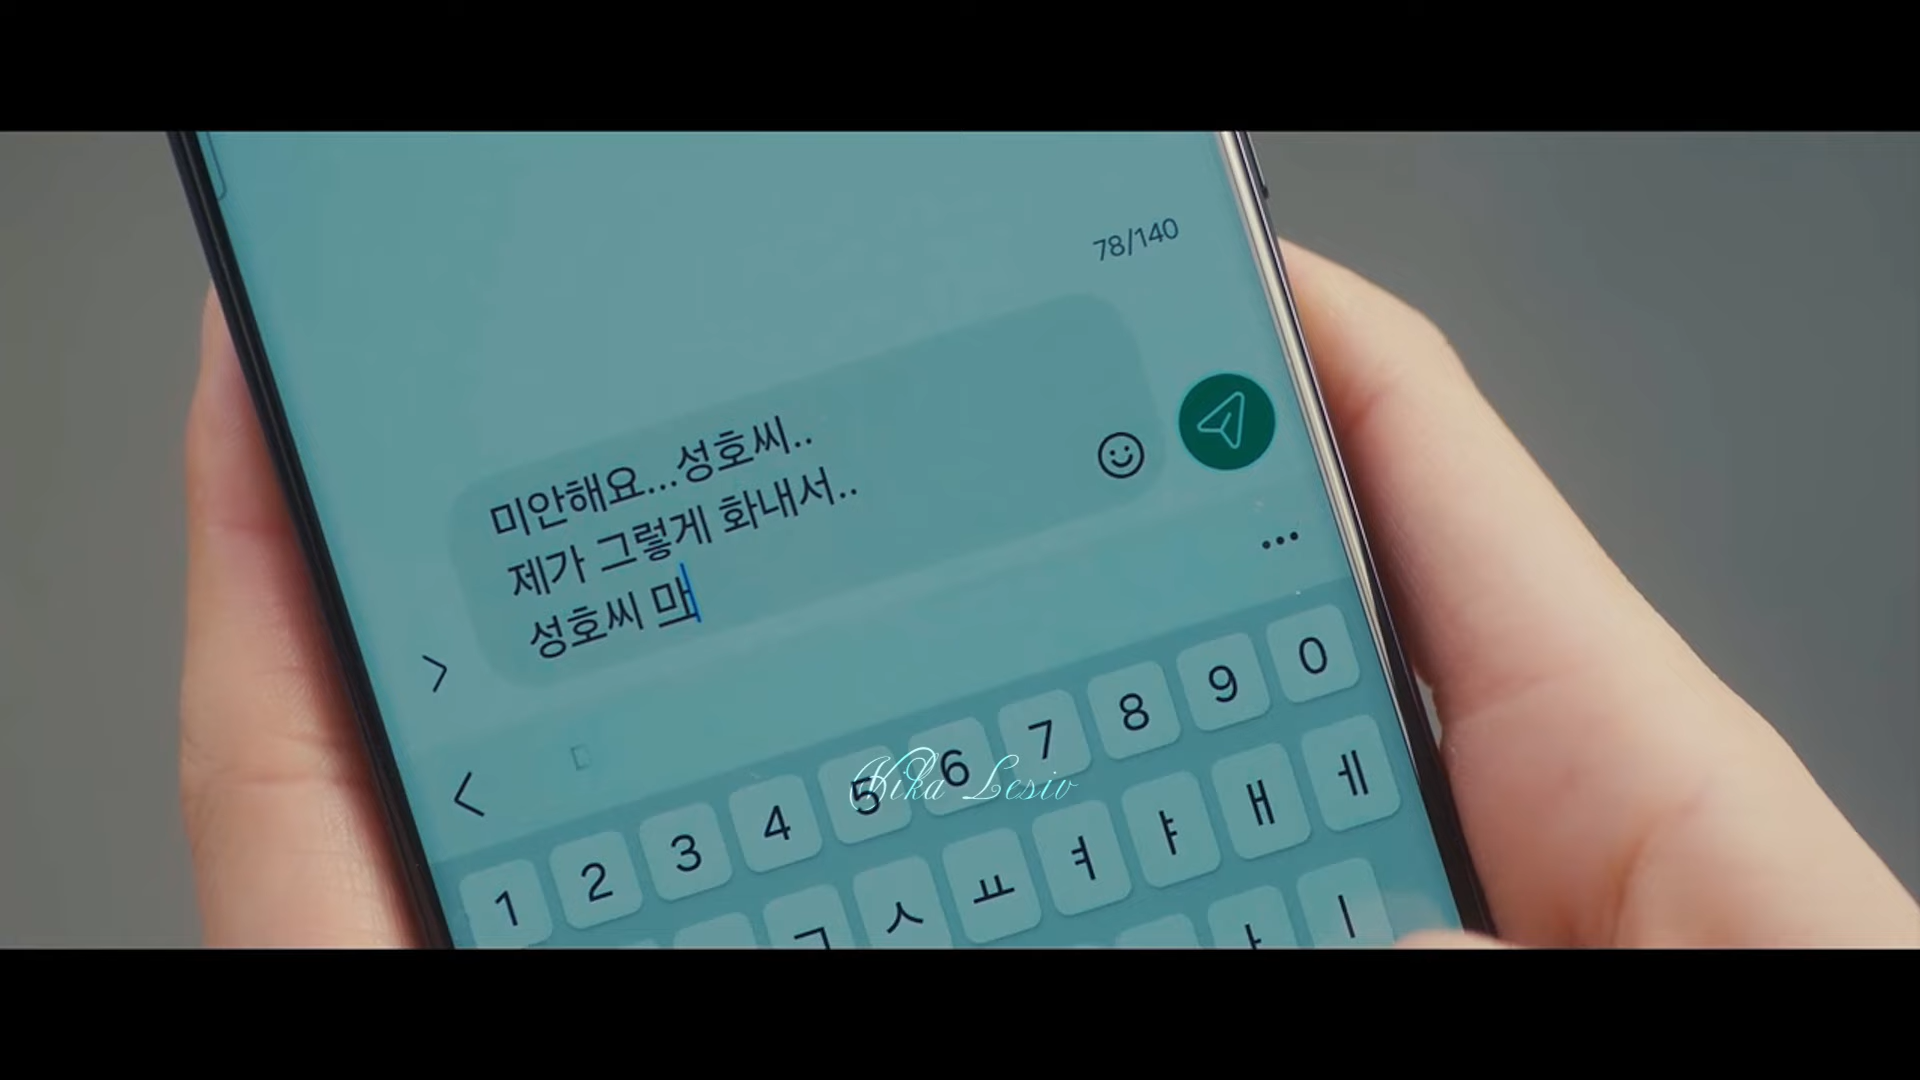 78/140
미안해요...성호씨..
제가 그렇게 화내서..
성호씨 마
1 2 3 4 5 6 7 8 9 0
ㄱ ㅅ ㅛ ㅕ ㅑ ㅐ ㅔ
ㅏ ㅣ
Vika Lesiv